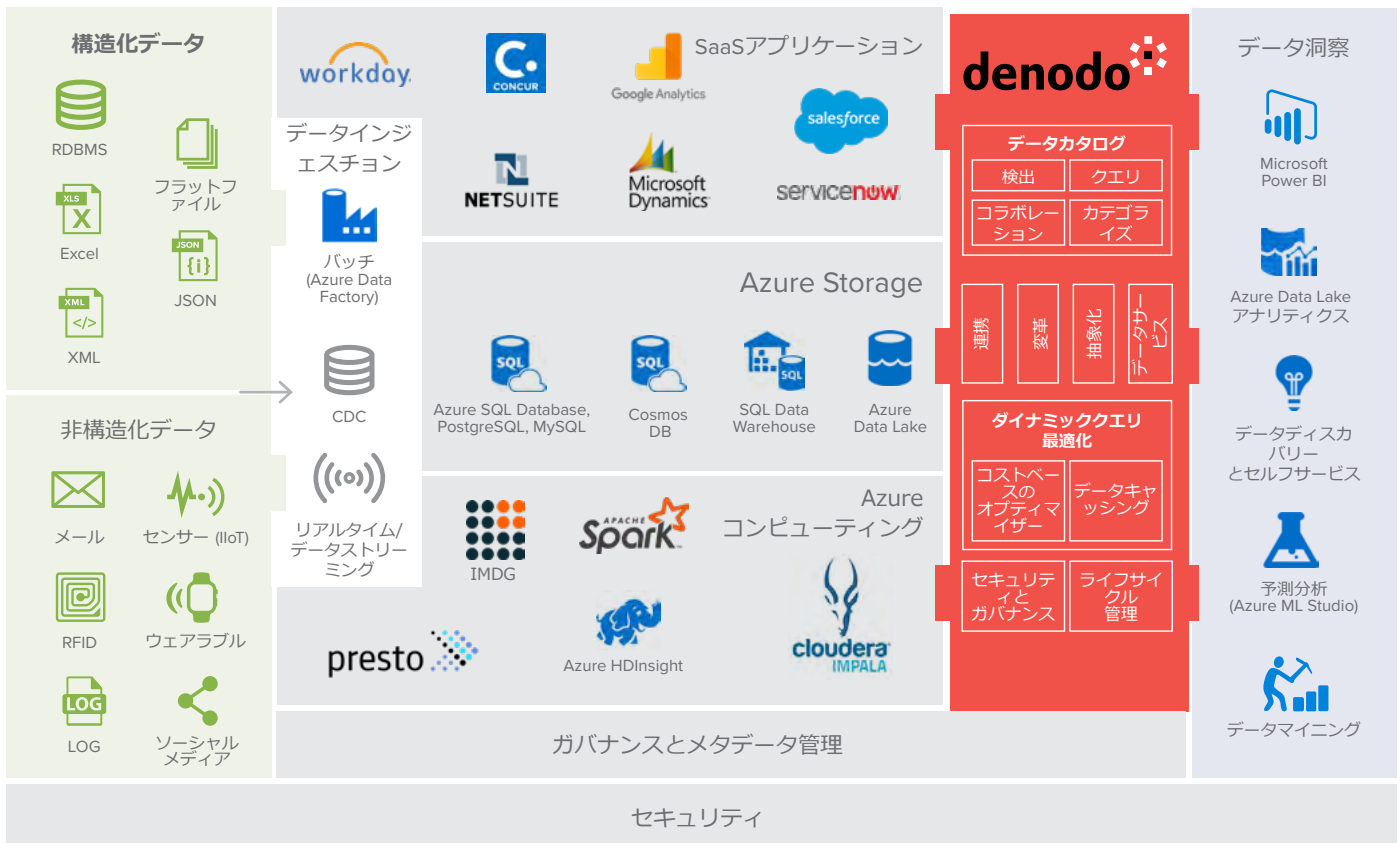 構造化データ
RDBMS
フラットフ
ァイル
XLS
X
Excel
JSON
{i}
JSON
XML
</>
XML
非構造化データ
メール
センサー (IIoT)
RFID
ウェアラブル
LOG
LOG
ソーシャル
メディア
データインジ
ェスチョン
バッチ
(Azure Data
Factory)
CDC
リアルタイム/
データストリー
ミング
SaaSアプリケーション
workday.
C.
CONCUR
Google Analytics
salesforce
N
NETSUITE
Microsoft
Dynamics
servicenow
Azure Storage
SQL
Azure SQL Database,
PostgreSQL, MySQL
SQL
Cosmos
DB
SQL
SQL Data
Warehouse
Azure
Data Lake
Azure
コンピューティング
IMDG
APACHE
Spark
presto
Azure HDInsight
cloudera
IMPALA
denodo
データカタログ
検出
クエリ
コラボレー
ション
カテゴラ
イズ
連携
変革
抽象化
データサー
ビス
ダイナミッククエリ
最適化
コストベー
スの
オプティマ
イザー
データキャ
ッシング
セキュリテ
ィと
ガバナンス
ライフサイ
クル
管理
データ洞察
Microsoft
Power BI
Azure Data Lake
アナリティクス
データディスカ
バリー
とセルフサービス
予測分析
(Azure ML Studio)
データマイニング
ガバナンスとメタデータ管理
セキュリティ